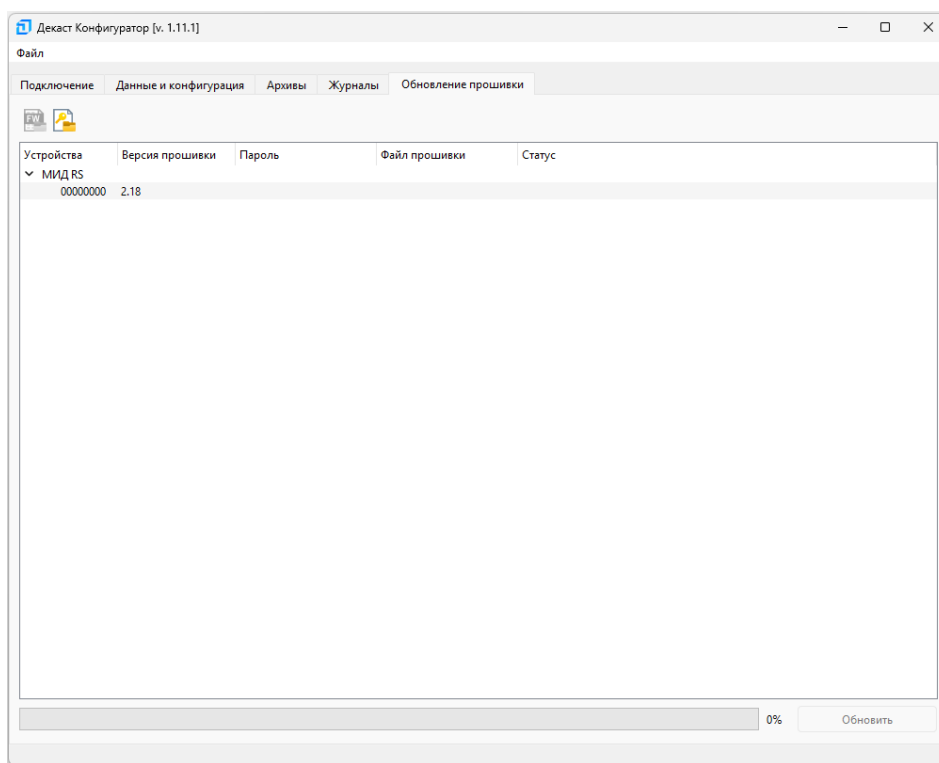 Декаст Конфигуратор [v. 1.11.1]
Файл
Подключение Данные и конфигурация Архивы Журналы Обновление прошивки
FW
Устройства Версия прошивки Пароль Файл прошивки Статус
МИД RS
00000000 2.18
0% Обновить